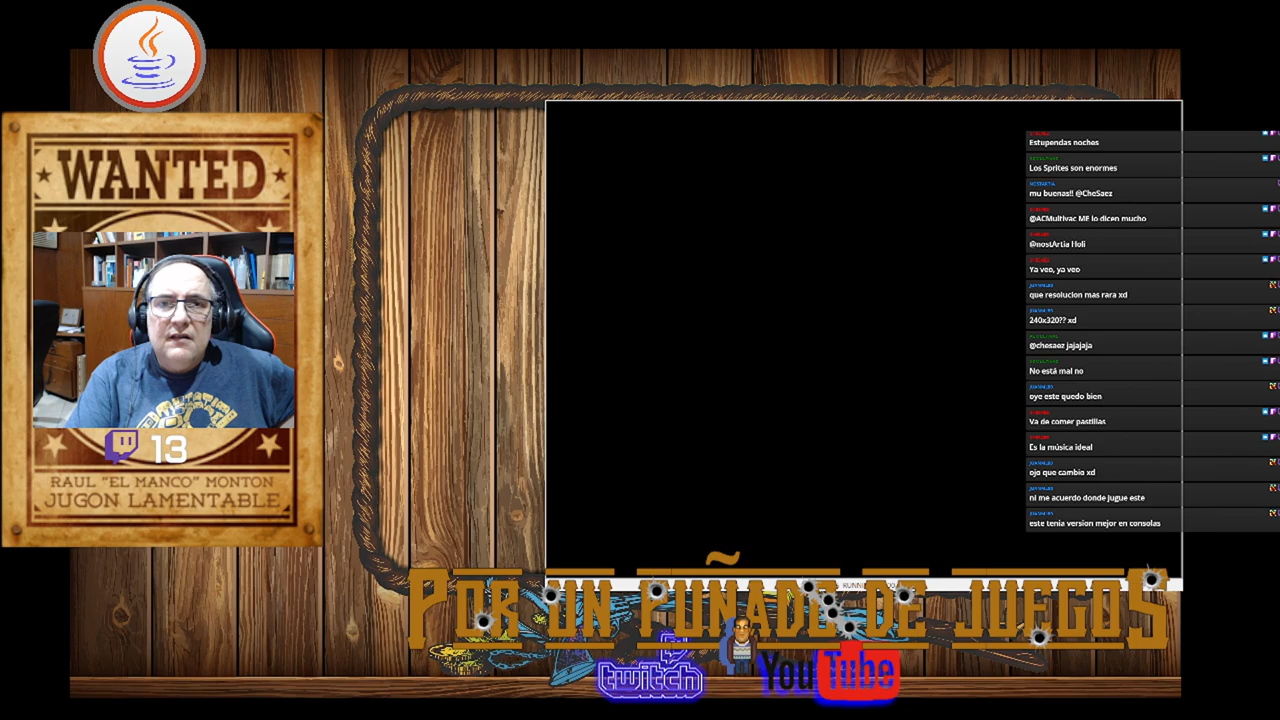 WANTED
13
RAUL "EL MANCO" MONTON
JUGON LAMENTABLE
Estupendas noches
Los Sprites son enormes
mu buenas!! @CheSaez
@ACMultivac ME lo dicen mucho
@nostArtia Holi
Ya veo, ya veo
que resolucion mas rara xd
240x320?? xd
@chesaez jajajaja
No está mal no
oye este quedo bien
Va de comer pastillas
Es la música ideal
ojo que cambio xd
ni me acuerdo donde jugue este
este tenia version mejor en consolas
POR UN PUÑADO DE JUEGOS
twitch
YouTube